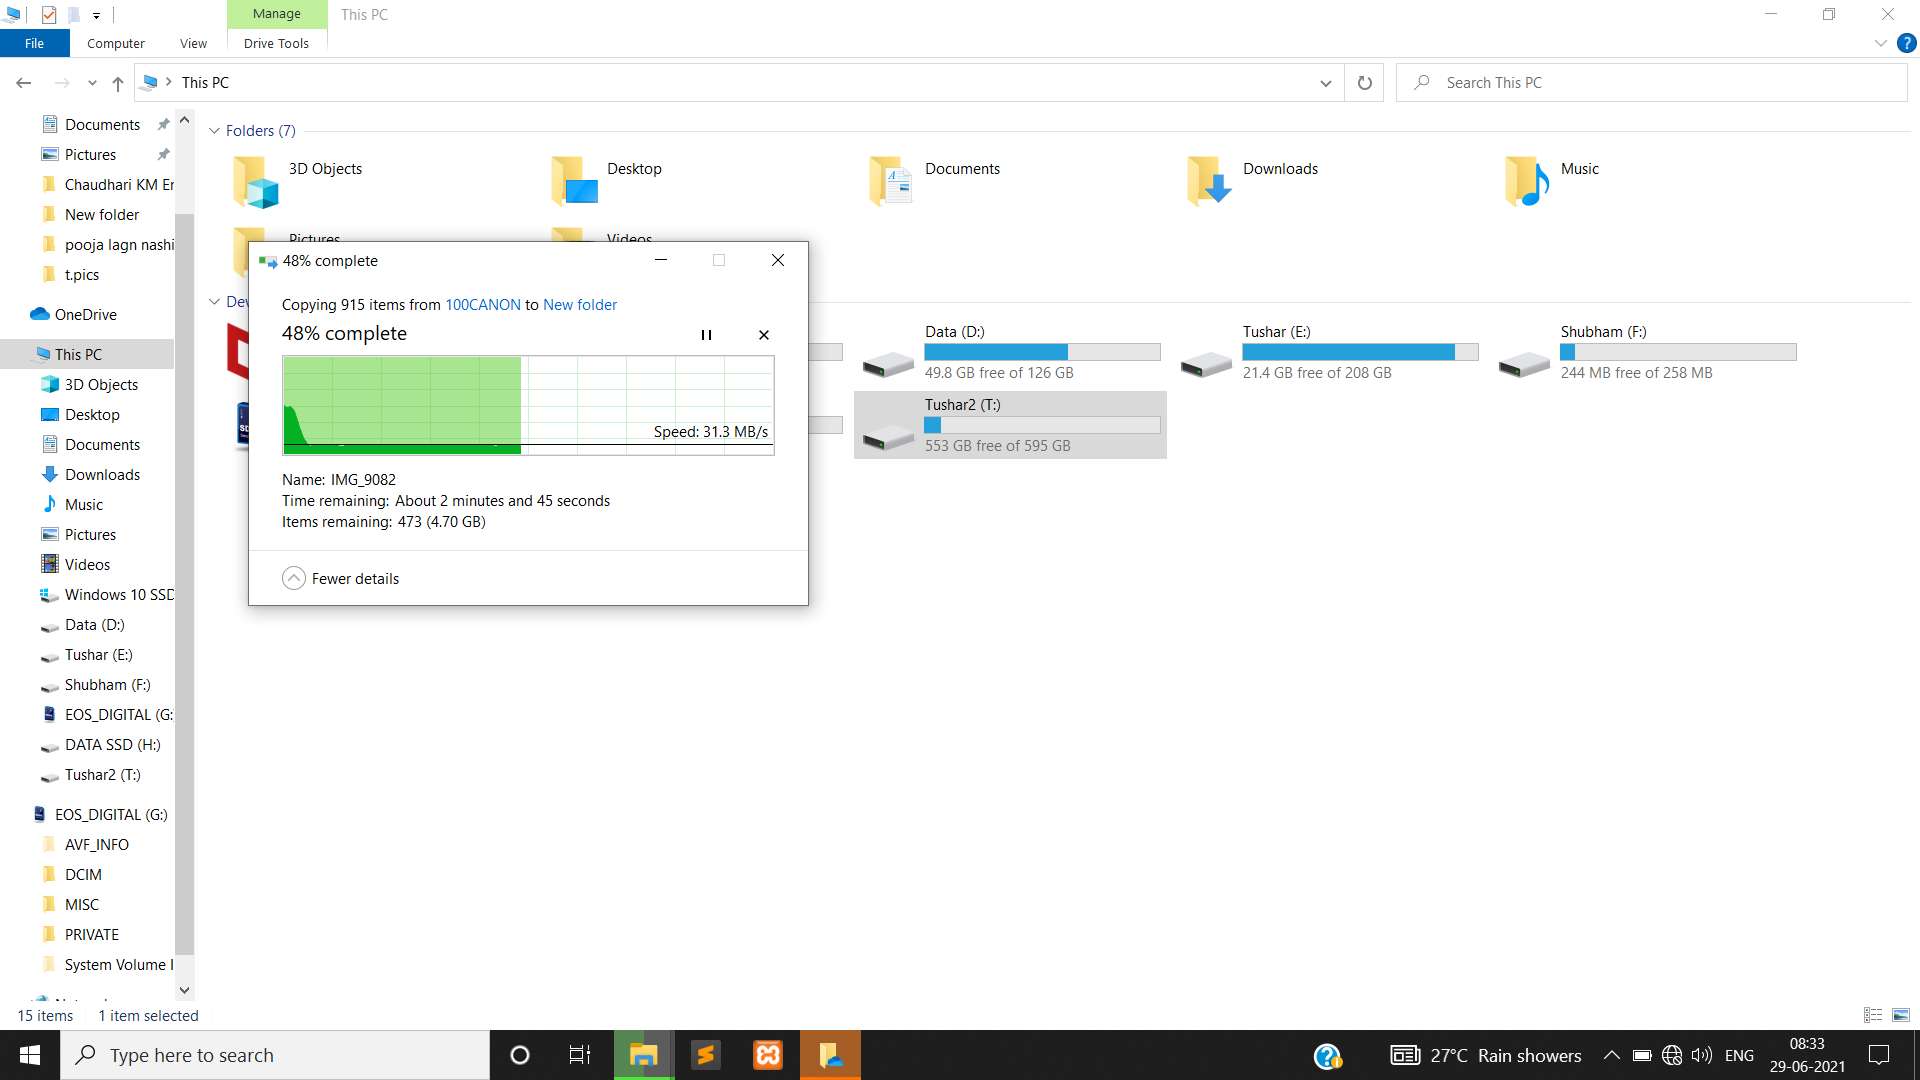 Manage
This PC
File
Computer
View
Drive Tools
This PC
Search This PC
Documents
Pictures
Chaudhari KM Er
New folder
pooja lagn nashi
t.pics
OneDrive
This PC
3D Objects
Desktop
Documents
Downloads
Music
Pictures
Videos
Windows 10 SSD
Data (D:)
Tushar (E:)
Shubham (F:)
EOS_DIGITAL (G:
DATA SSD (H:)
Tushar2 (T:)
EOS_DIGITAL (G:)
AVF_INFO
DCIM
MISC
PRIVATE
System Volume I
Folders (7)
3D Objects
Desktop
Documents
Downloads
Music
Pictures
Videos
48% complete
Copying 915 items from 100CANON to New folder
48% complete
Speed: 31.3 MB/s
Name: IMG_9082
Time remaining: About 2 minutes and 45 seconds
Items remaining: 473 (4.70 GB)
Fewer details
Data (D:)
49.8 GB free of 126 GB
Tushar (E:)
21.4 GB free of 208 GB
Shubham (F:)
244 MB free of 258 MB
Tushar2 (T:)
553 GB free of 595 GB
15 items
1 item selected
Type here to search
27°C Rain showers
ENG
08:33
29-06-2021